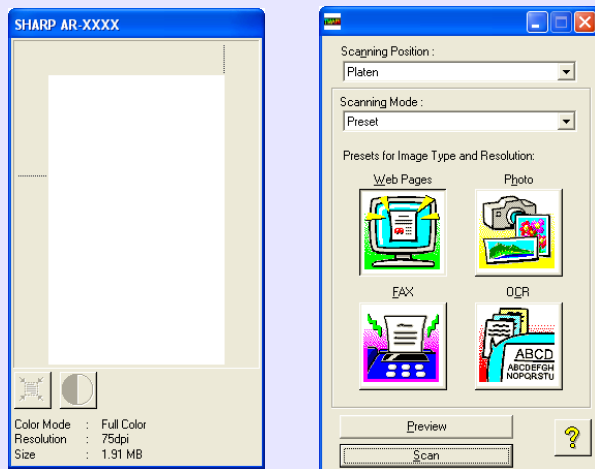 SHARP AR-XXXX
Color Mode : Full Color
Resolution : 75dpi
Size : 1.91 MB
Scanning Position :
Platen
Scanning Mode :
Preset
Presets for Image Type and Resolution:
Web Pages Photo
FAX OCR
ABCD
ABCDEFGH
NOPQRSTU
Preview
Scan
?